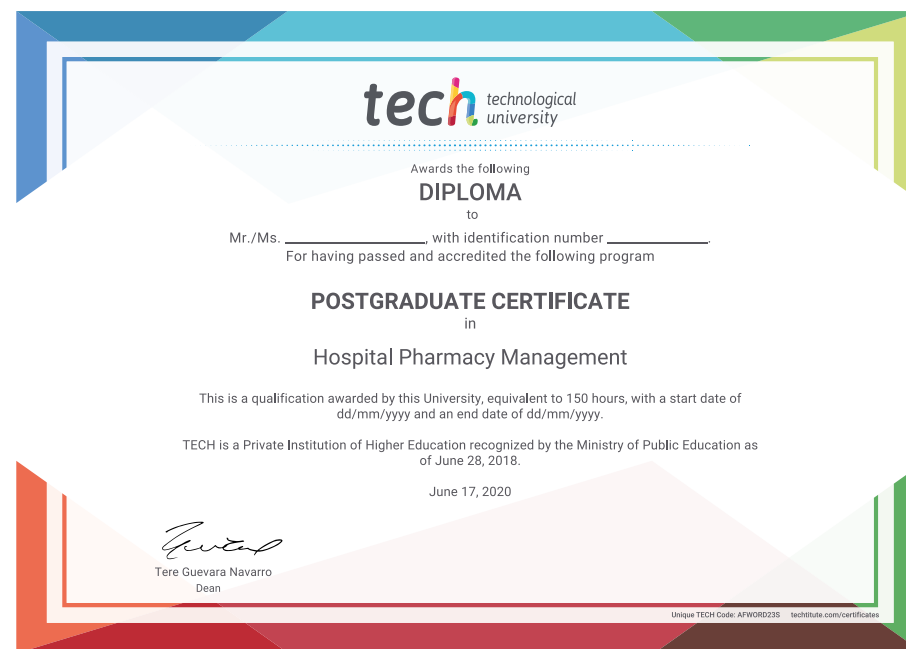 tech technological
university
Awards the following
DIPLOMA
to
Mr./Ms. ____________________, with identification number ______________.
For having passed and accredited the following program
POSTGRADUATE CERTIFICATE
in
Hospital Pharmacy Management
This is a qualification awarded by this University, equivalent to 150 hours, with a start date of
dd/mm/yyyy and an end date of dd/mm/yyyy.
TECH is a Private Institution of Higher Education recognized by the Ministry of Public Education as
of June 28, 2018.
June 17, 2020
Tere Guevara Navarro
Dean
Unique TECH Code: AFWORD23S techtitute.com/certificates